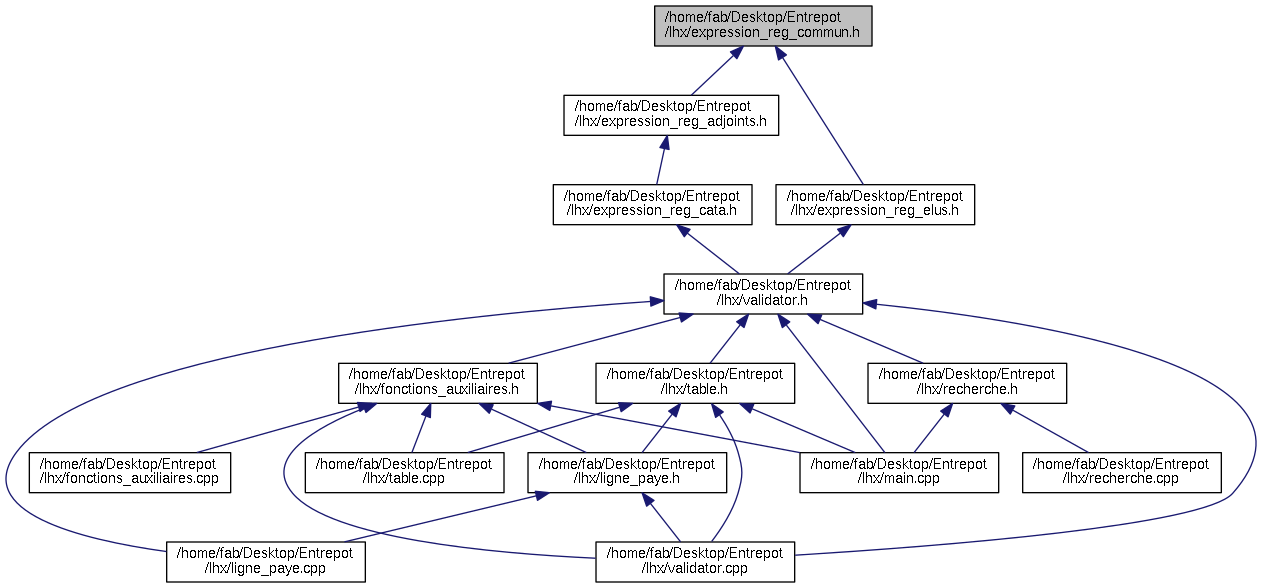 /home/fab/Desktop/Entrepot
/lhx/expression_reg_commun.h
/home/fab/Desktop/Entrepot
/lhx/expression_reg_adjoints.h
/home/fab/Desktop/Entrepot
/lhx/expression_reg_cata.h
/home/fab/Desktop/Entrepot
/lhx/expression_reg_elus.h
/home/fab/Desktop/Entrepot
/lhx/validator.h
/home/fab/Desktop/Entrepot
/lhx/fonctions_auxiliaires.h
/home/fab/Desktop/Entrepot
/lhx/table.h
/home/fab/Desktop/Entrepot
/lhx/recherche.h
/home/fab/Desktop/Entrepot
/lhx/fonctions_auxiliaires.cpp
/home/fab/Desktop/Entrepot
/lhx/table.cpp
/home/fab/Desktop/Entrepot
/lhx/ligne_paye.h
/home/fab/Desktop/Entrepot
/lhx/main.cpp
/home/fab/Desktop/Entrepot
/lhx/recherche.cpp
/home/fab/Desktop/Entrepot
/lhx/ligne_paye.cpp
/home/fab/Desktop/Entrepot
/lhx/validator.cpp